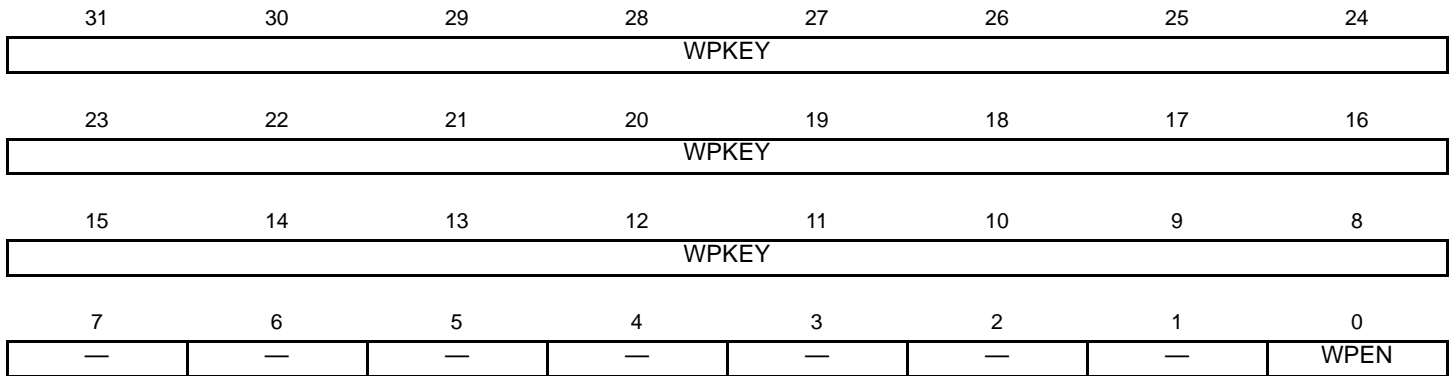 31 30 29 28 27 26 25 24
WPKEY
23 22 21 20 19 18 17 16
WPKEY
15 14 13 12 11 10 9 8
WPKEY
7 6 5 4 3 2 1 0
— — — — — — — WPEN